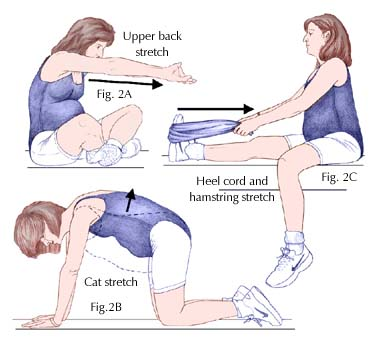 Upper back
stretch
Fig. 2A
Heel cord and
hamstring stretch
Fig. 2C
Cat stretch
Fig.2B